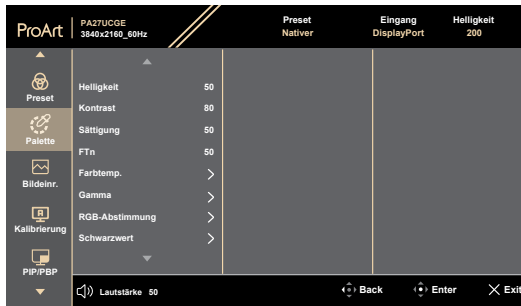 ProArt
PA27UCGE
3840x2160_60Hz
Preset
Nativer
Eingang
DisplayPort
Helligkeit
200
Preset
Palette
Bildeinr.
Kalibrierung
PIP/PBP
Helligkeit 50
Kontrast 80
Sättigung 50
FTn 50
Farbtemp.
Gamma
RGB-Abstimmung
Schwarzwert
Lautstärke 50
Back
Enter
Exit